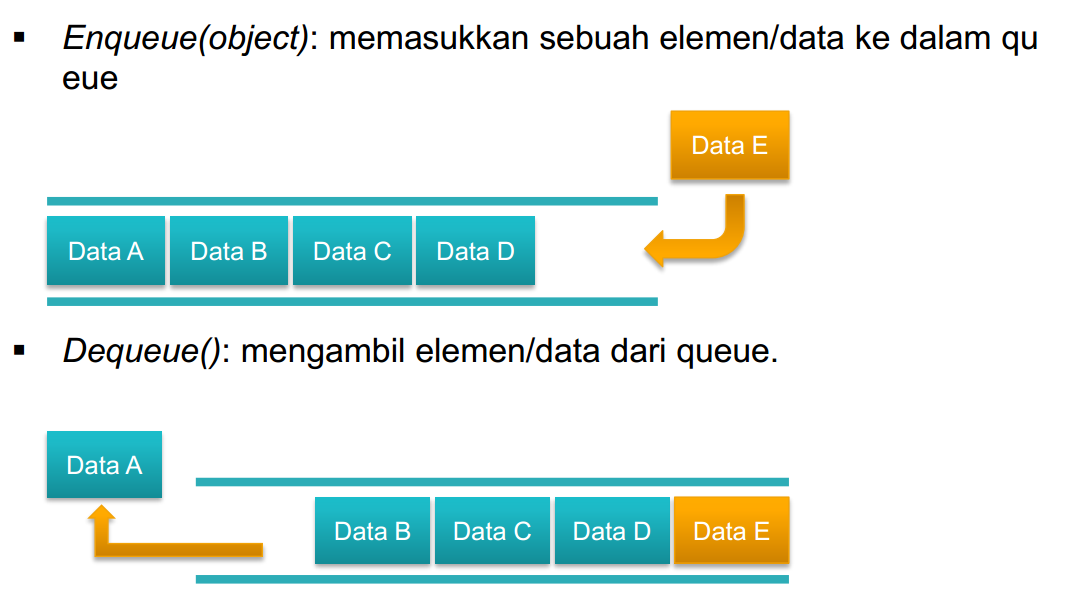 ▪ Enqueue(object): memasukkan sebuah elemen/data ke dalam qu
eue
Data E
Data A Data B Data C Data D
▪ Dequeue(): mengambil elemen/data dari queue.
Data A
Data B Data C Data D Data E